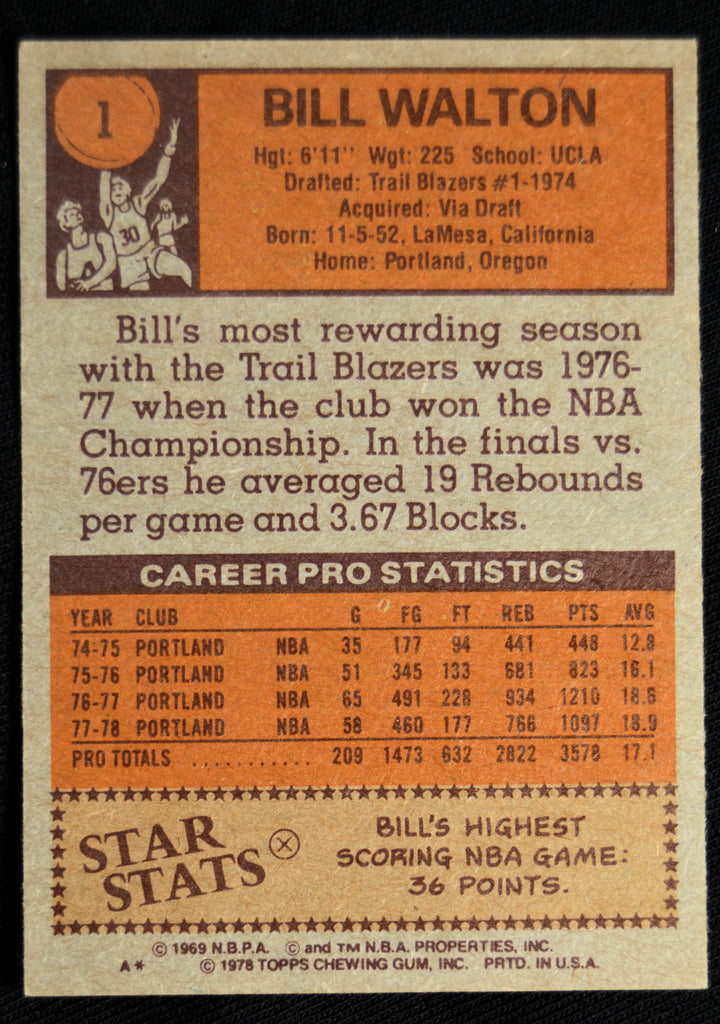 1
BILL WALTON
Hgt: 6'11" Wgt: 225 School: UCLA
Drafted: Trail Blazers #1-1974
Acquired: Via Draft
Born: 11-5-52, LaMesa, California
Home: Portland, Oregon
30
Bill's most rewarding season
with the Trail Blazers was 1976-
77 when the club won the NBA
Championship. In the finals vs.
76ers he averaged 19 Rebounds
per game and 3.67 Blocks.
CAREER PRO STATISTICS
YEAR CLUB G FG FT REB PTS AVG
74-75 PORTLAND NBA 35 177 94 441 448 12.8
75-76 PORTLAND NBA 51 345 133 681 823 16.1
76-77 PORTLAND NBA 65 491 228 934 1210 18.6
77-78 PORTLAND NBA 58 460 177 766 1097 18.9
PRO TOTALS ........... 209 1473 632 2822 3578 17.1
STAR
STATS
BILL'S HIGHEST
SCORING NBA GAME:
36 POINTS.
© 1969 N.B.P.A. © and TM N.B.A. PROPERTIES, INC.
A* © 1978 TOPPS CHEWING GUM, INC. PRTD. IN U.S.A.